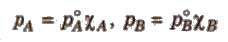 p_A = p°_A χ_A, p_B = p°_B χ_B